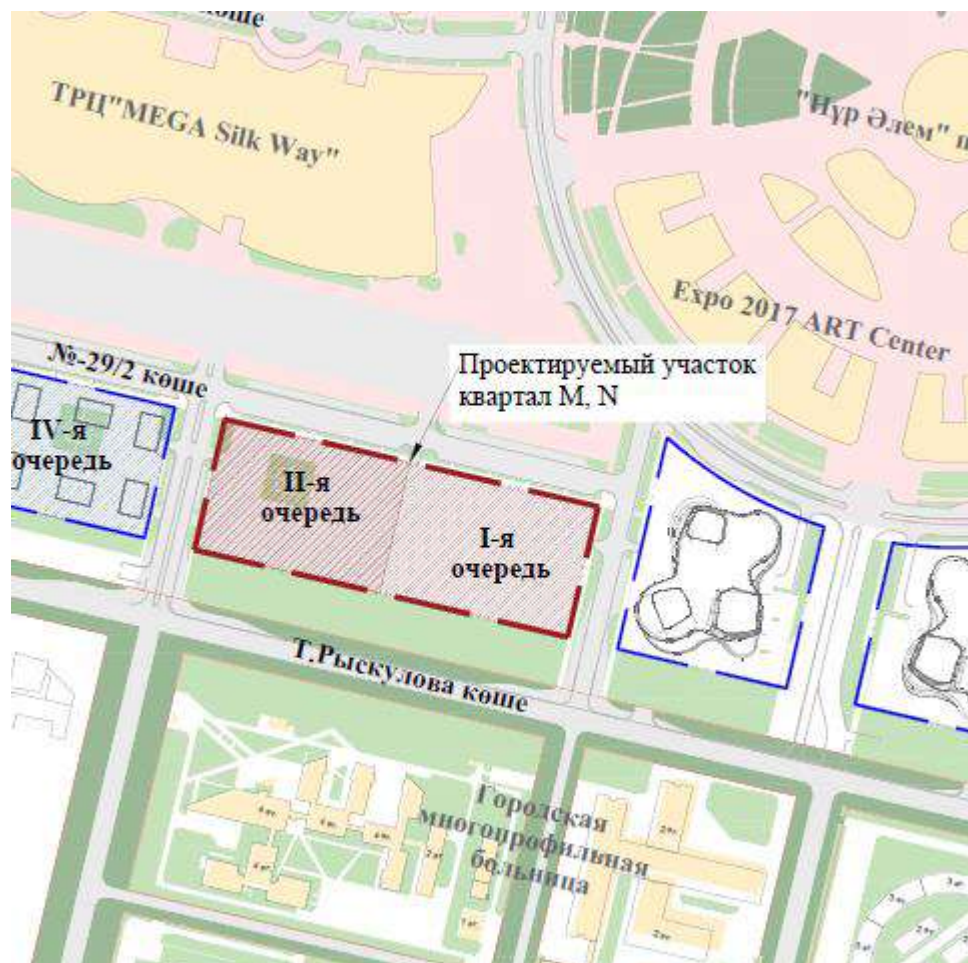 көше
ТРЦ"MEGA Silk Way"
"Нұр Әлем" п
Expo 2017 ART Center
№-29/2 көше
Проектируемый участок
квартал M, N
IV-я
очередь
II-я
очередь
I-я
очередь
Т.Рыскулова көше
Городская
многопрофильная
больница